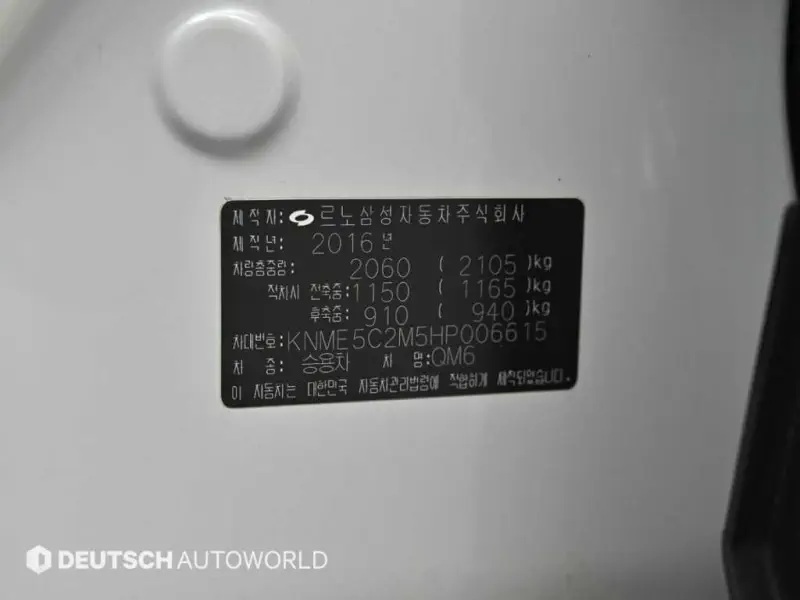 제작자: 르노삼성자동차주식회사
제작년: 2016년
차량총중량: 2060 ( 2105 )kg
적차시 전축중:1150 ( 1165 )kg
후축중: 910 ( 940 )kg
차대번호:KNME5C2M5HP006615
차 종: 승용차 차 명:QM6
이 자동차는 대한민국 자동차관리법령에 적합하게 제작되었습니다.
DEUTSCH AUTOWORLD